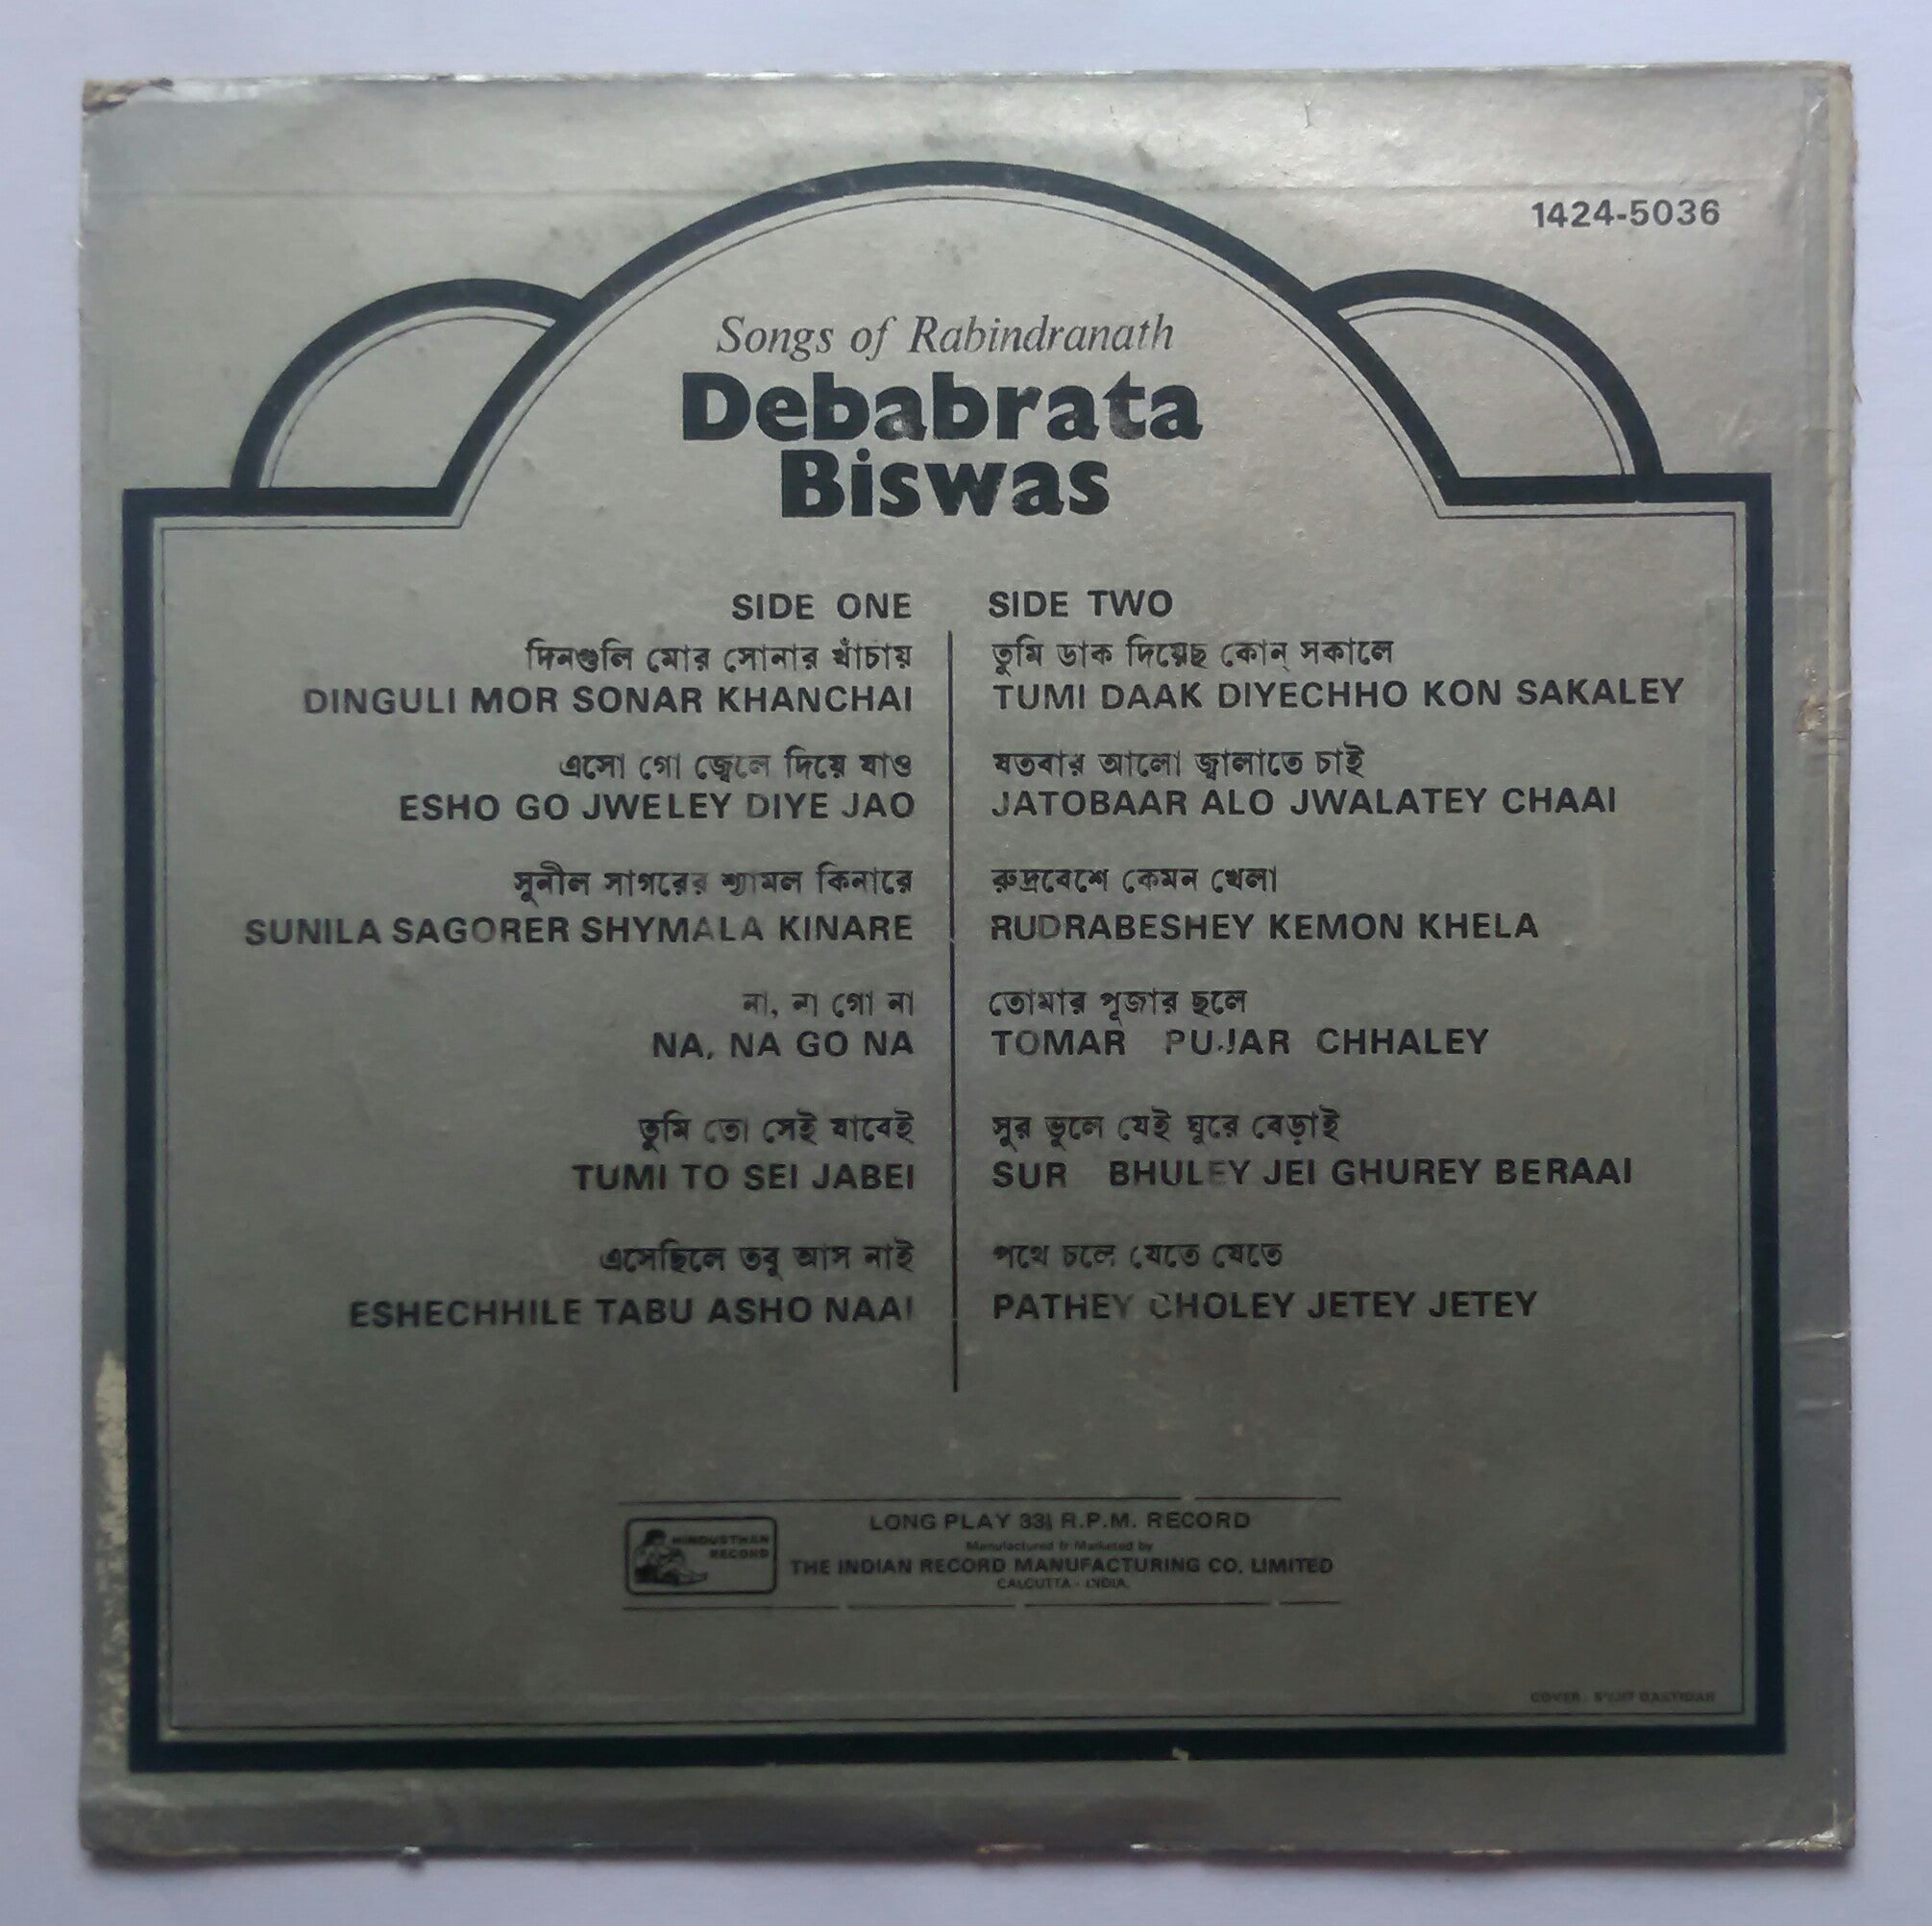 1424-5036
Songs of Rabindranath
Debabrata
Biswas
SIDE ONE
দিনগুলি মোর সোনার খাঁচায়
DINGULI MOR SONAR KHANCHAI
এসো গো জ্বেলে দিয়ে যাও
ESHO GO JWELEY DIYE JAO
সুনীল সাগরের শ্যামল কিনারে
SUNILA SAGORER SHYMALA KINARE
না, না গো না
NA, NA GO NA
তুমি তো সেই যাবেই
TUMI TO SEI JABEI
এসেছিলে তবু আস নাই
ESHECHHILE TABU ASHO NAAI
SIDE TWO
তুমি ডাক দিয়েছ কোন্ সকালে
TUMI DAAK DIYECHHO KON SAKALEY
যতবার আলো জ্বালাতে চাই
JATOBAAR ALO JWALATEY CHAAI
রুদ্রবেশে কেমন খেলা
RUDRABESHEY KEMON KHELA
তোমার পূজার ছলে
TOMAR PUJAR CHHALEY
সুর ভুলে যেই ঘুরে বেড়াই
SUR BHULEY JEI GHUREY BERAAI
পথে চলে যেতে যেতে
PATHEY CHOLEY JETEY JETEY
HINDUSTHAN
RECORD
LONG PLAY 33⅓ R.P.M. RECORD
Manufactured & Marketed by
THE INDIAN RECORD MANUFACTURING CO. LIMITED
CALCUTTA - INDIA.
COVER : DASTIDAR